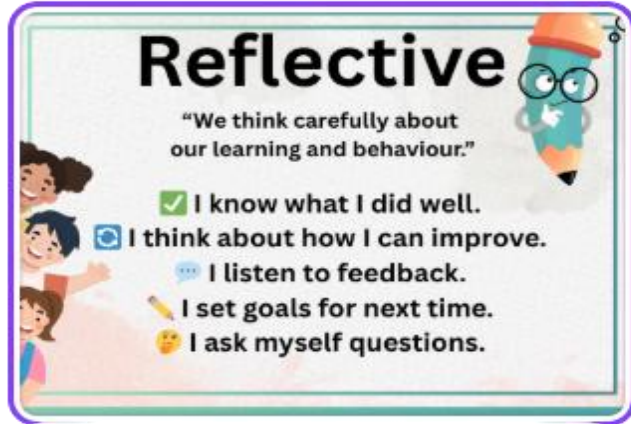 Reflective
“We think carefully about
our learning and behaviour.”
✅ I know what I did well.
🔄 I think about how I can improve.
💬 I listen to feedback.
✏️ I set goals for next time.
🤔 I ask myself questions.